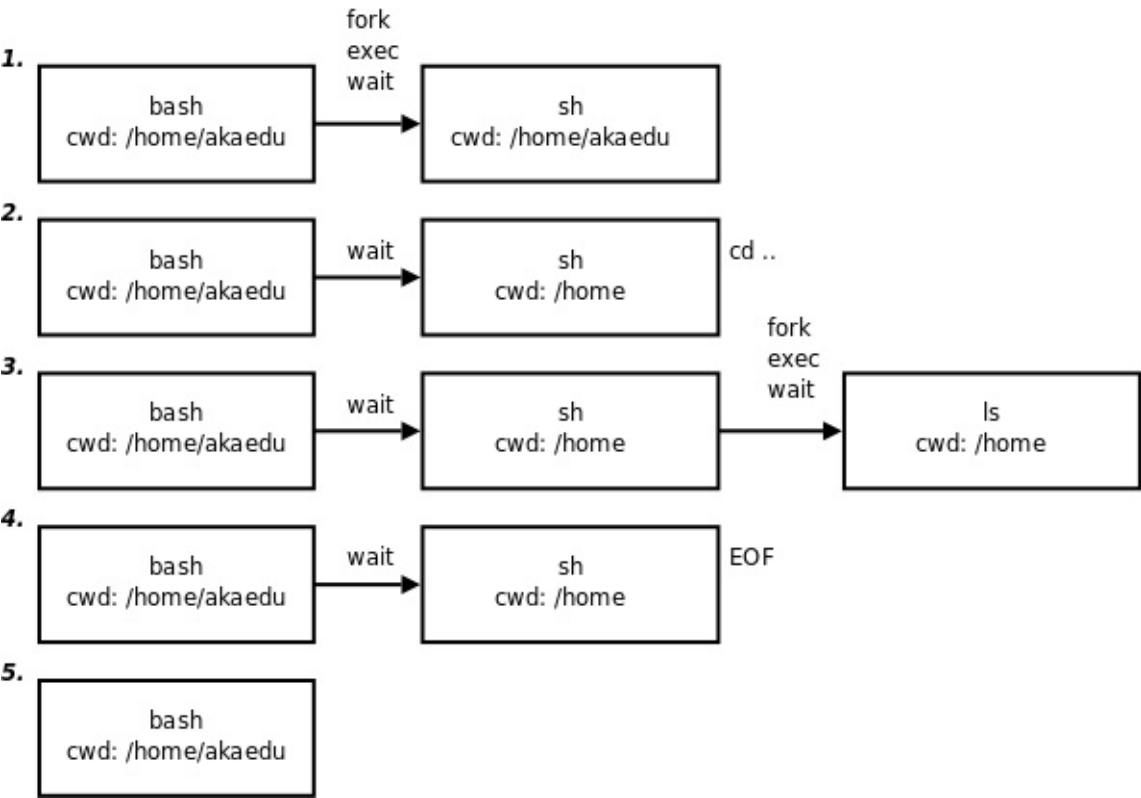 fork
exec
wait
1.
bash
cwd: /home/akaedu
sh
cwd: /home/akaedu
2.
bash
cwd: /home/akaedu
wait
sh
cwd: /home
cd ..
fork
exec
wait
3.
bash
cwd: /home/akaedu
wait
sh
cwd: /home
ls
cwd: /home
4.
bash
cwd: /home/akaedu
wait
sh
cwd: /home
EOF
5.
bash
cwd: /home/akaedu